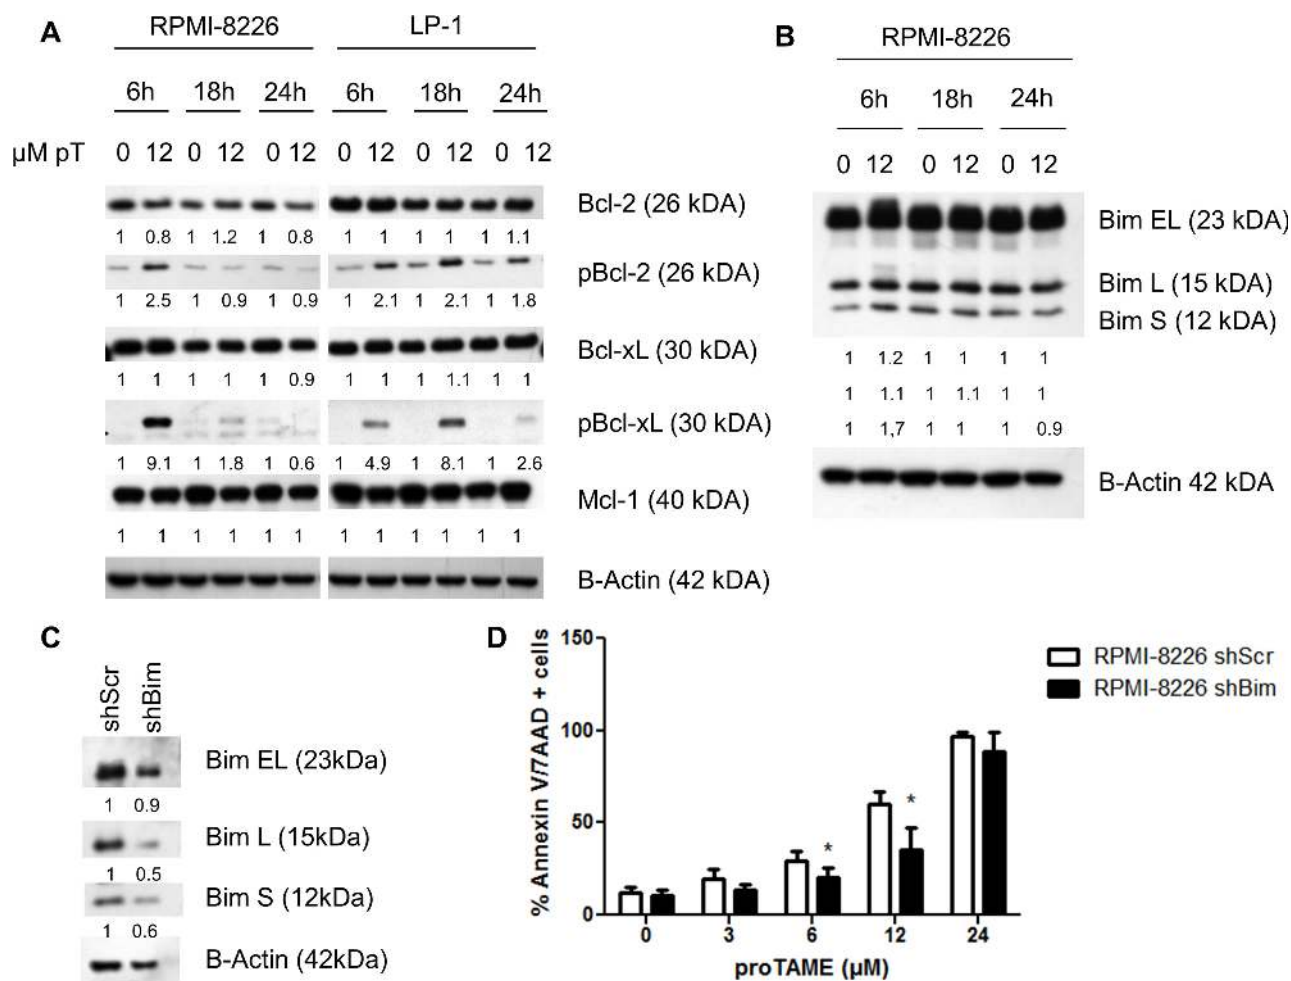 A
RPMI-8226 LP-1
6h 18h 24h 6h 18h 24h
µM pT 0 12 0 12 0 12 0 12 0 12 0 12
Bcl-2 (26 kDA)
1 0.8 1 1.2 1 0.8 1 1 1 1 1 1.1
pBcl-2 (26 kDA)
1 2.5 1 0.9 1 0.9 1 2.1 1 2.1 1 1.8
Bcl-xL (30 kDA)
1 1 1 1 1 0.9 1 1 1 1.1 1 1
pBcl-xL (30 kDA)
1 9.1 1 1.8 1 0.6 1 4.9 1 8.1 1 2.6
Mcl-1 (40 kDA)
1 1 1 1 1 1 1 1 1 1 1 1
B-Actin (42 kDA)
B
RPMI-8226
6h 18h 24h
0 12 0 12 0 12
Bim EL (23 kDA)
Bim L (15 kDA)
Bim S (12 kDA)
1 1.2 1 1 1 1
1 1.1 1 1.1 1 1
1 1,7 1 1 1 0.9
B-Actin 42 kDA
C
shScr shBim
Bim EL (23kDa)
1 0.9
Bim L (15kDa)
1 0.5
Bim S (12kDa)
1 0.6
B-Actin (42kDa)
D
% Annexin V/7AAD + cells
150
100
50
0
* *
0 3 6 12 24
proTAME (µM)
RPMI-8226 shScr
RPMI-8226 shBim